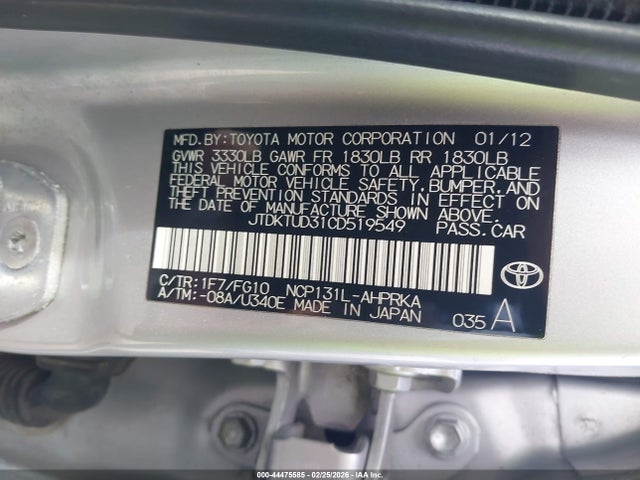 MFD.BY:TOYOTA MOTOR CORPORATION 01/12
GVWR 3330LB GAWR FR 1830LB RR 1830LB
THIS VEHICLE CONFORMS TO ALL APPLICABLE
FEDERAL MOTOR VEHICLE SAFETY,BUMPER,AND
THEFT PREVENTION STANDARDS IN EFFECT ON
THE DATE OF MANUFACTURE SHOWN ABOVE.
JTDKTUD31CD519549 PASS.CAR
C/TR:1F7/FG10 NCP131L-AHPRKA
A/TM:-08A/U340E MADE IN JAPAN 035 A
000-44475585 - 02/25/2026 - IAAI Columbus